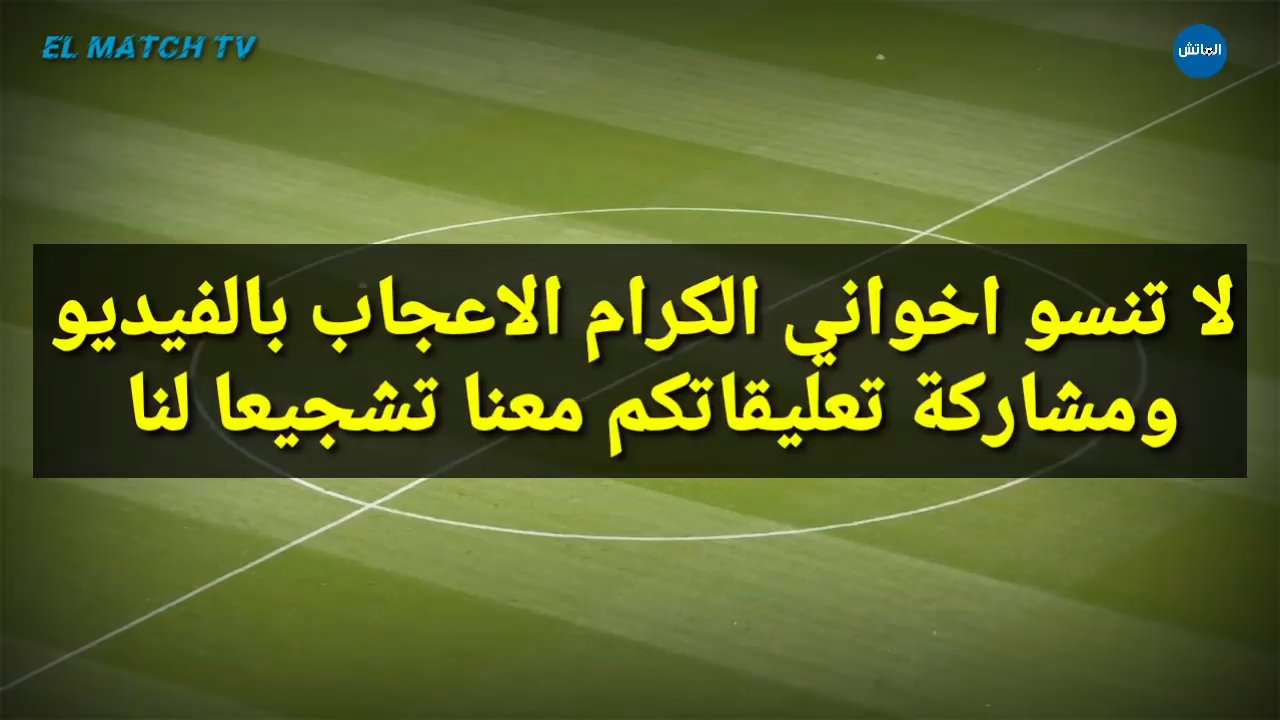 EL MATCH TV
الماتش
لا تنسو اخواني الكرام الاعجاب بالفيديو
ومشاركة تعليقاتكم معنا تشجيعا لنا